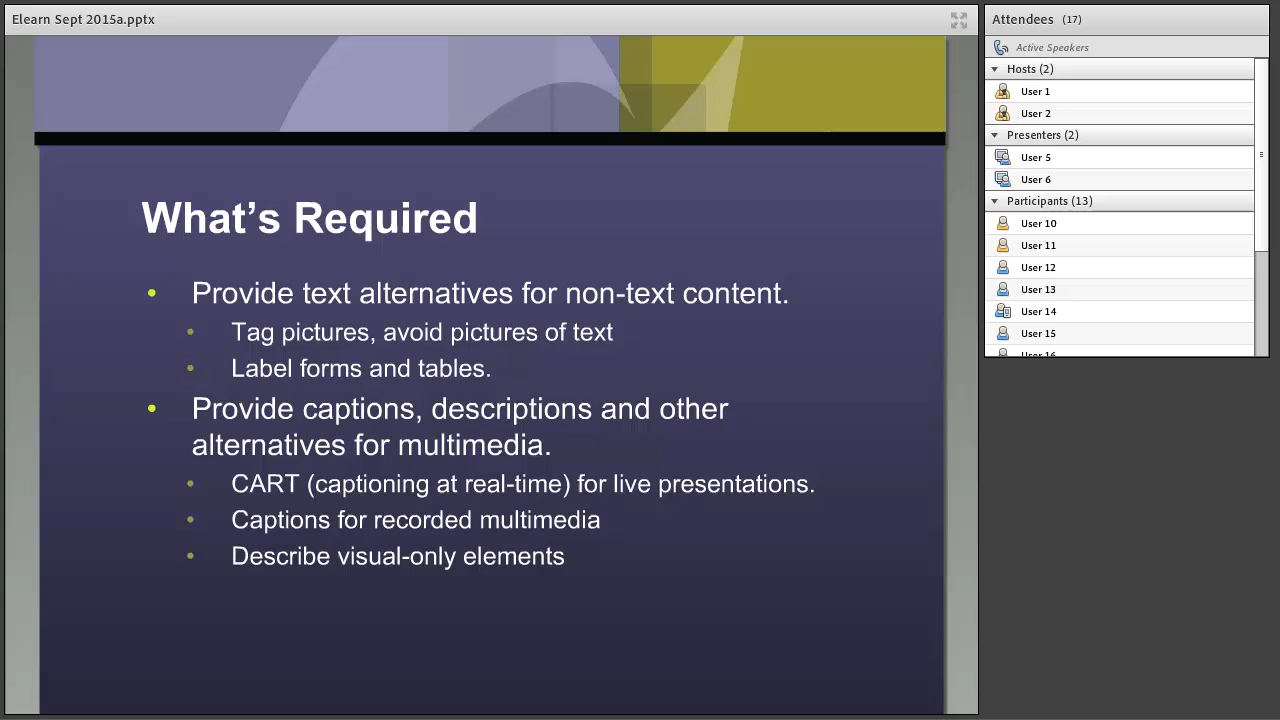 Elearn Sept 2015a.pptx
What's Required
• Provide text alternatives for non-text content.
• Tag pictures, avoid pictures of text
• Label forms and tables.
• Provide captions, descriptions and other
alternatives for multimedia.
• CART (captioning at real-time) for live presentations.
• Captions for recorded multimedia
• Describe visual-only elements
Attendees (17)
Active Speakers
Hosts (2)
User 1
User 2
Presenters (2)
User 5
User 6
Participants (13)
User 10
User 11
User 12
User 13
User 14
User 15
User 16